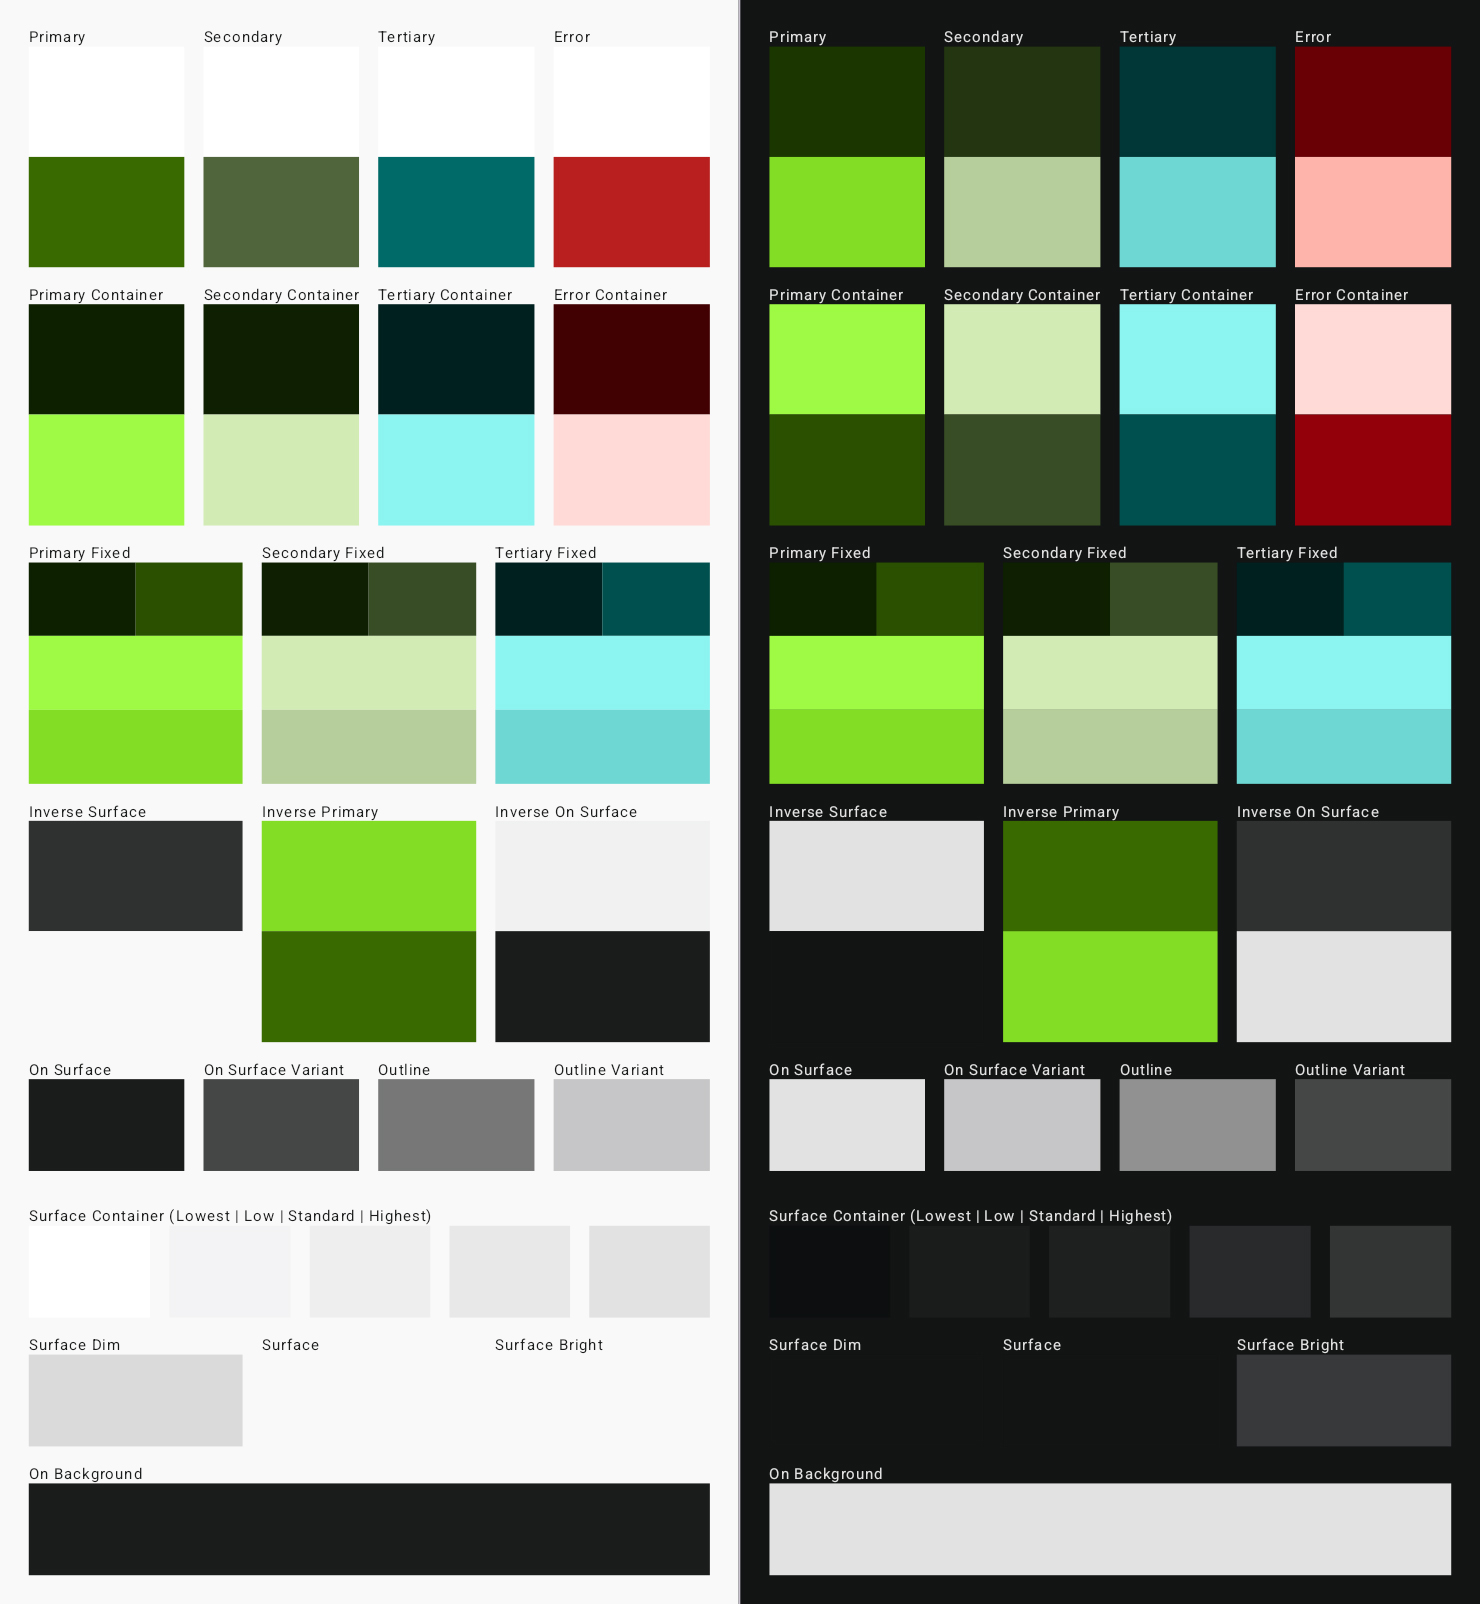 Primary
Secondary
Tertiary
Error
Primary Container
Secondary Container
Tertiary Container
Error Container
Primary Fixed
Secondary Fixed
Tertiary Fixed
Inverse Surface
Inverse Primary
Inverse On Surface
On Surface
On Surface Variant
Outline
Outline Variant
Surface Container (Lowest | Low | Standard | Highest)
Surface Dim
Surface
Surface Bright
On Background
Primary
Secondary
Tertiary
Error
Primary Container
Secondary Container
Tertiary Container
Error Container
Primary Fixed
Secondary Fixed
Tertiary Fixed
Inverse Surface
Inverse Primary
Inverse On Surface
On Surface
On Surface Variant
Outline
Outline Variant
Surface Container (Lowest | Low | Standard | Highest)
Surface Dim
Surface
Surface Bright
On Background